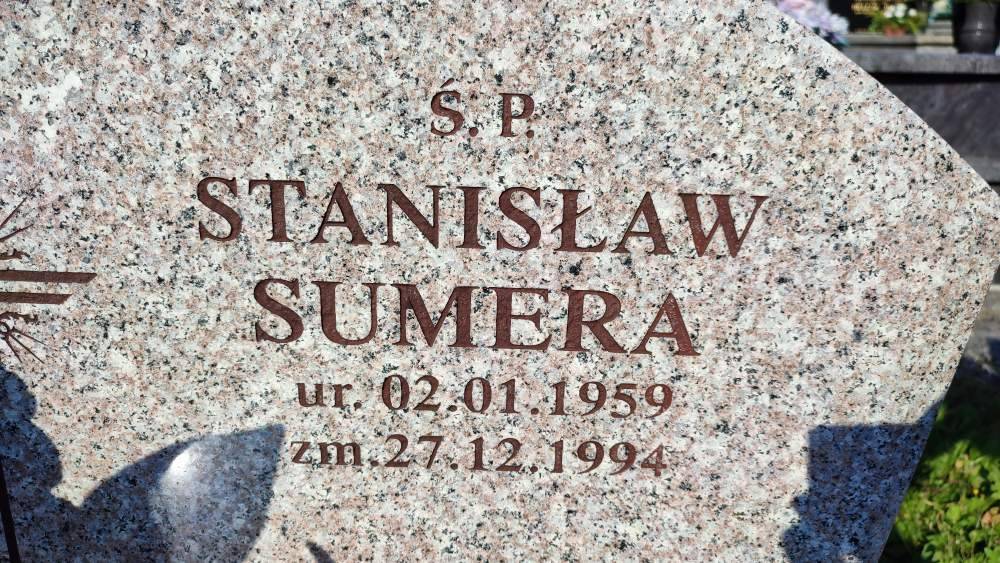 Ś. P.
STANISŁAW
SUMERA
ur. 02.01.1959
zm.27.12.1994